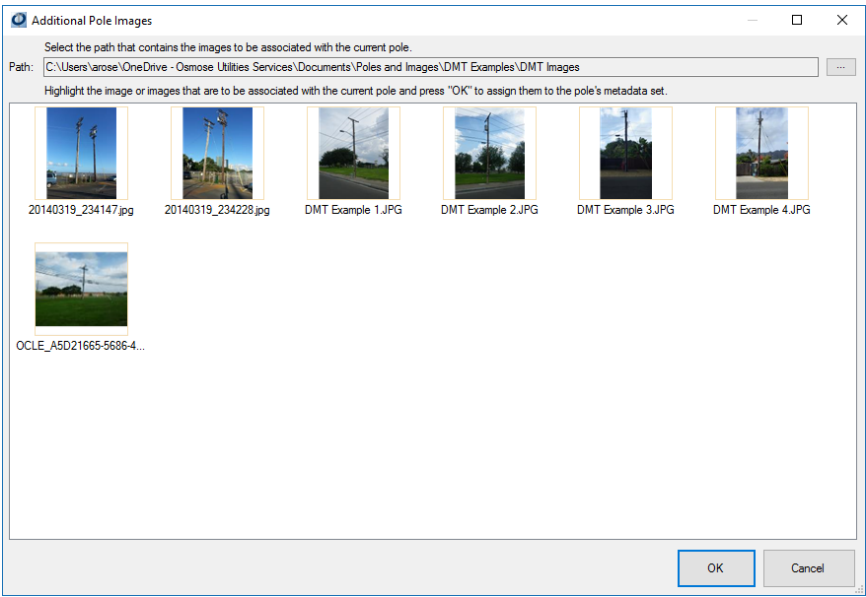 Additional Pole Images
Select the path that contains the images to be associated with the current pole.
Path: C:\Users\arose\OneDrive - Osmose Utilities Services\Documents\Poles and Images\DMT Examples\DMT Images ...
Highlight the image or images that are to be associated with the current pole and press "OK" to assign them to the pole's metadata set.
20140319_234147.jpg 20140319_234228.jpg DMT Example 1.JPG DMT Example 2.JPG DMT Example 3.JPG DMT Example 4.JPG
OCLE_A5D21665-5686-4...
OK Cancel